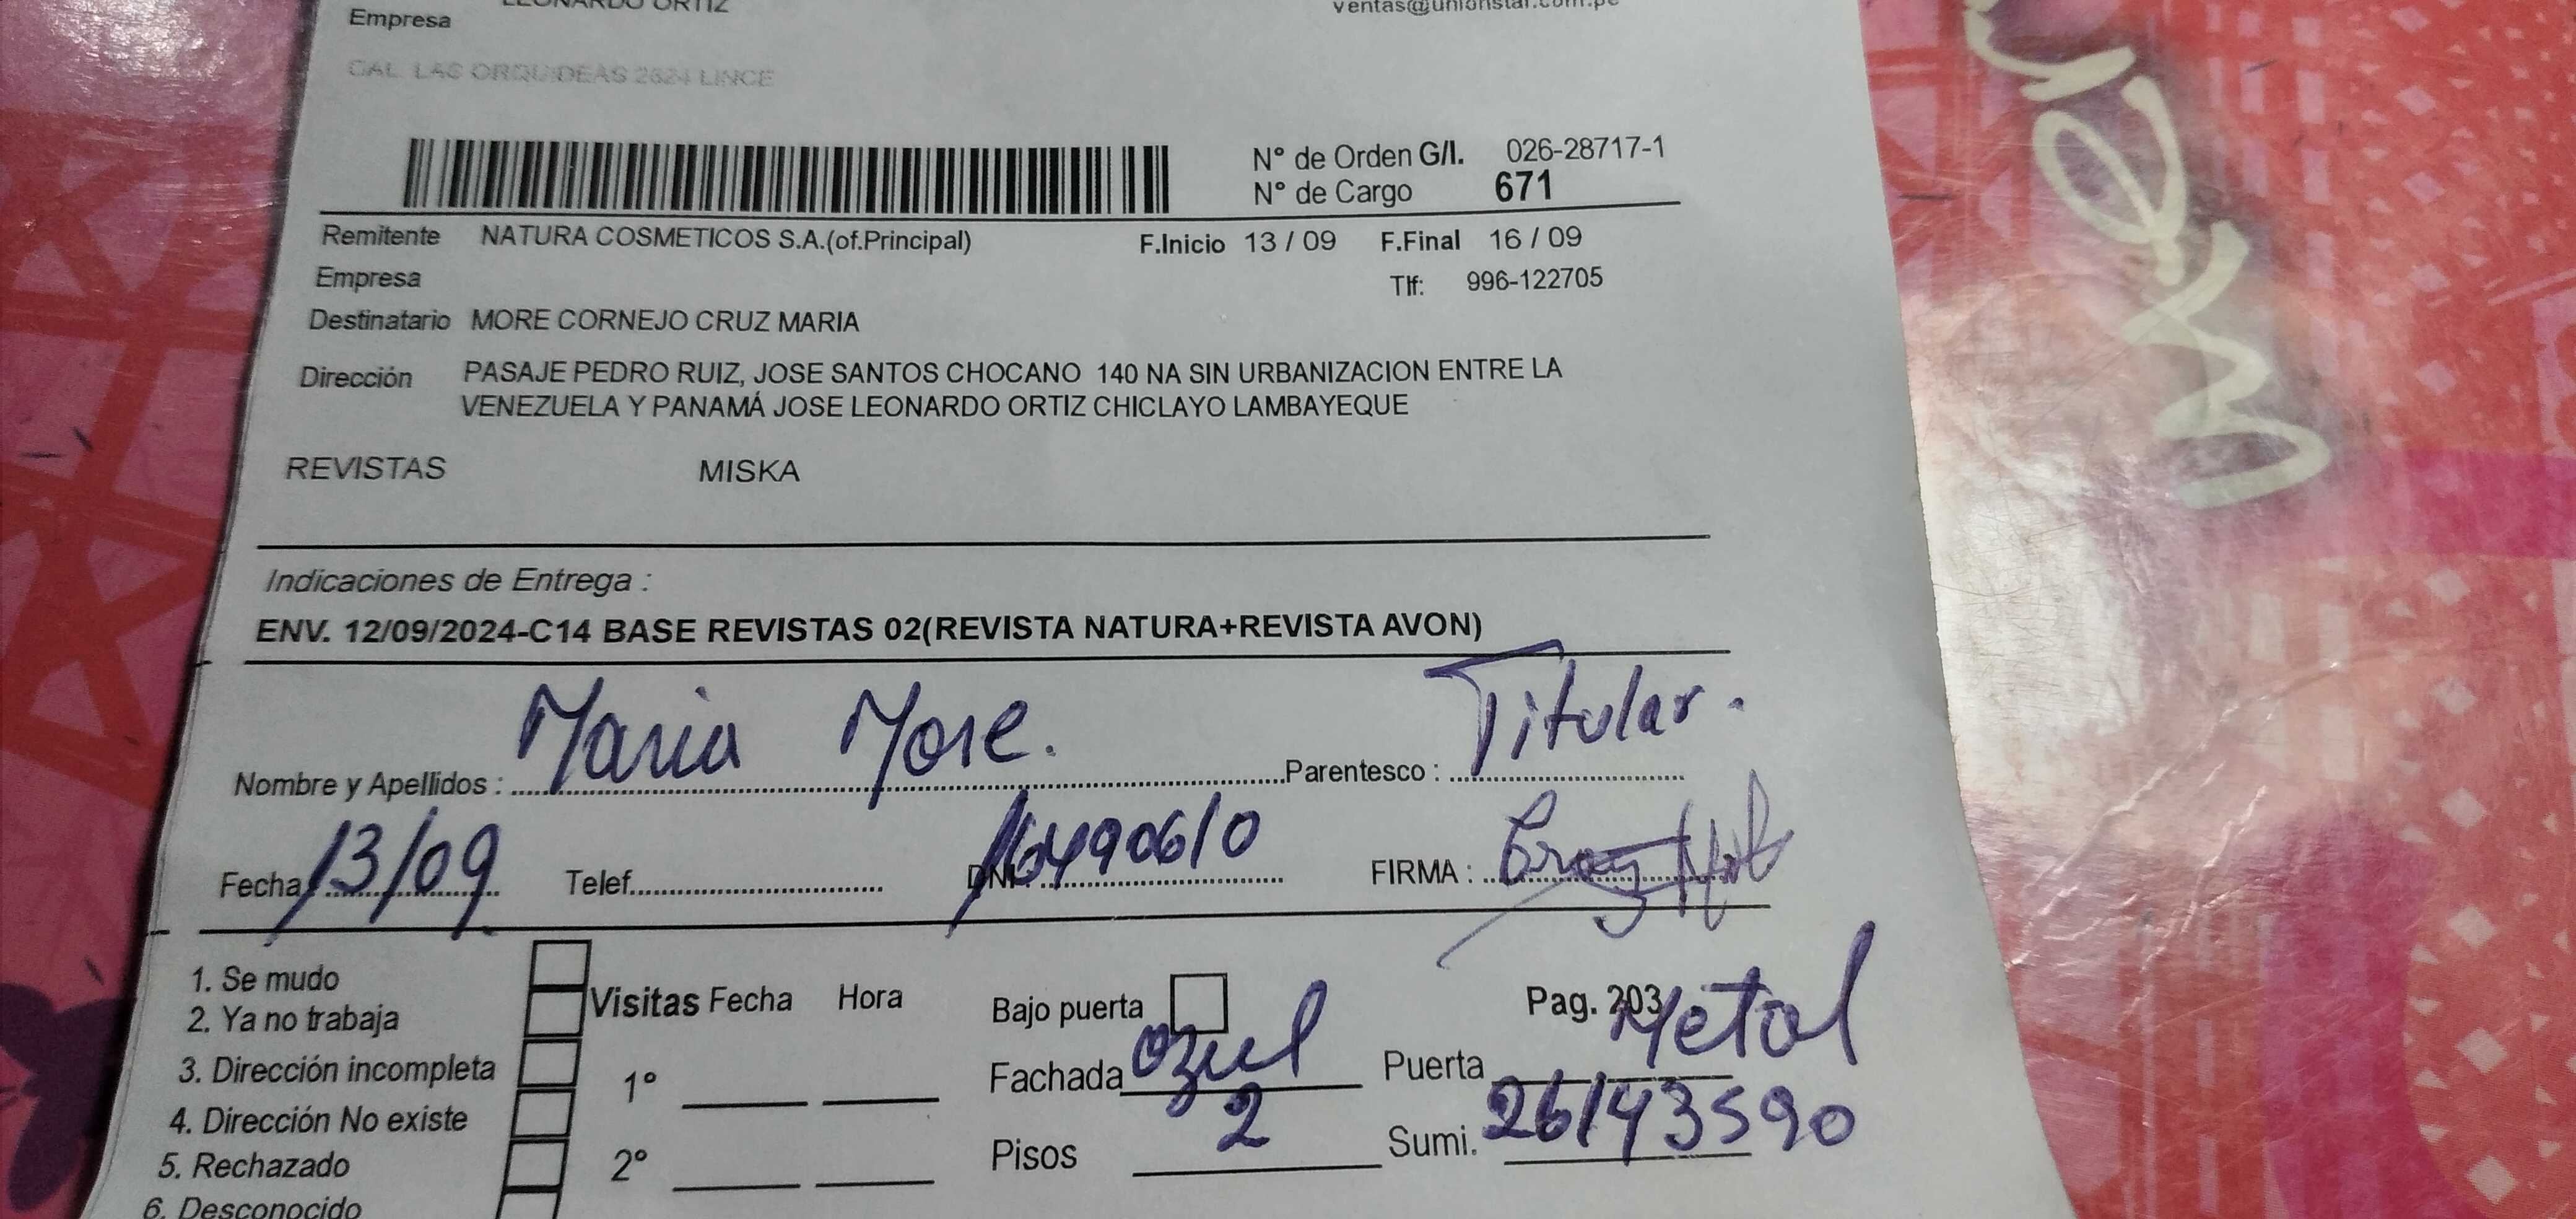 LEONARDO ORTIZ
ventas@unionstar.com.pe
Empresa
CAL. LAS ORQUIDEAS 2624 LINCE
N° de Orden G/I. 026-28717-1
N° de Cargo 671
Remitente NATURA COSMETICOS S.A.(of.Principal) F.Inicio 13 / 09 F.Final 16 / 09
Empresa Tlf: 996-122705
Destinatario MORE CORNEJO CRUZ MARIA
Dirección PASAJE PEDRO RUIZ, JOSE SANTOS CHOCANO 140 NA SIN URBANIZACION ENTRE LA
VENEZUELA Y PANAMÁ JOSE LEONARDO ORTIZ CHICLAYO LAMBAYEQUE
REVISTAS MISKA
Indicaciones de Entrega :
ENV. 12/09/2024-C14 BASE REVISTAS 02(REVISTA NATURA+REVISTA AVON)
Nombre y Apellidos : Maria More. Parentesco : Titular.
Fecha 13/09 Telef. DNI. 16490610 FIRMA :
1. Se mudo
2. Ya no trabaja
3. Dirección incompleta
4. Dirección No existe
5. Rechazado
6. Desconocido
Visitas Fecha Hora
1°
2°
Bajo puerta Pag. 203
Fachada azul Puerta Metal
Pisos 2 Sumi. 26143590